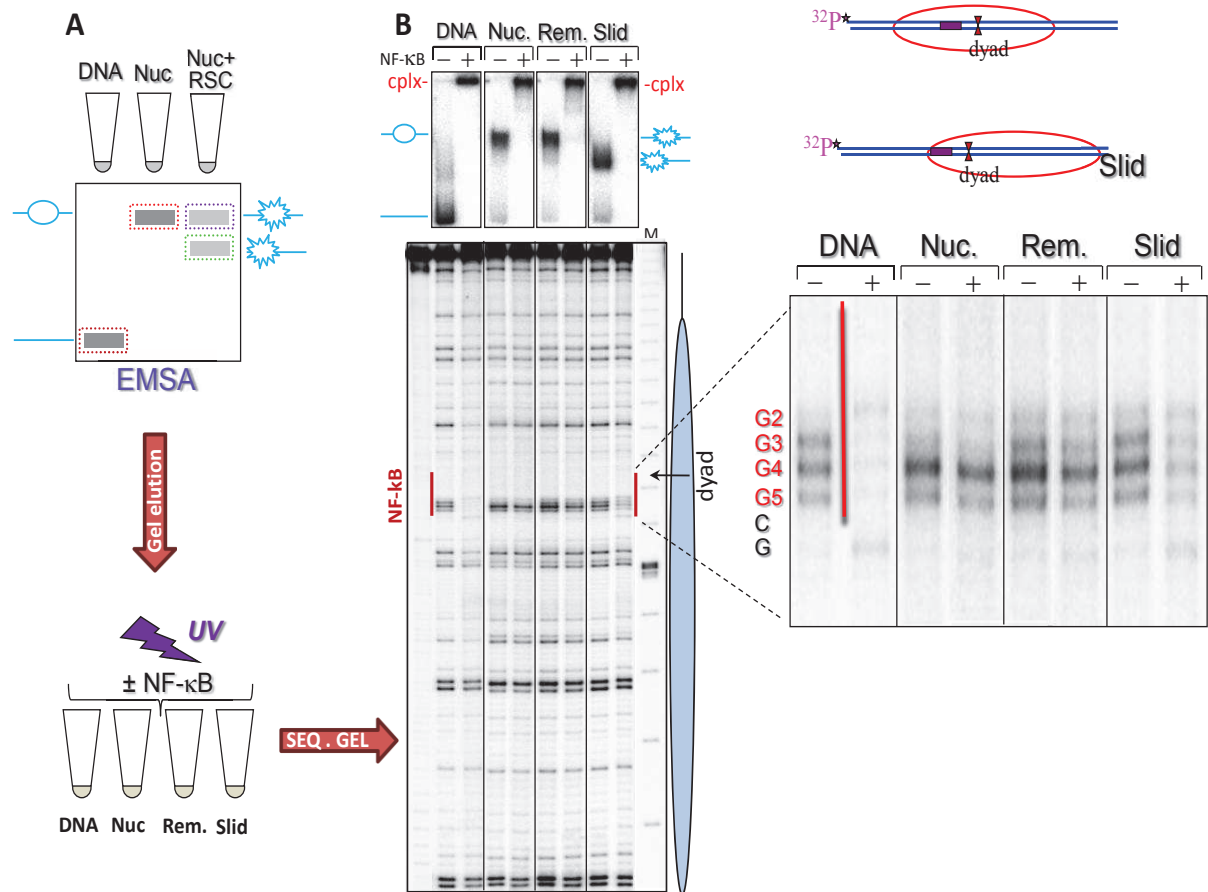 A
DNA
Nuc
Nuc+
RSC
EMSA
Gel elution
UV
± NF-κB
DNA Nuc Rem. Slid
SEQ . GEL
B
DNA Nuc. Rem. Slid
NF-κB − + − + − + − +
cplx- -cplx
M
NF-kB
dyad
32P
dyad
32P
dyad
Slid
DNA Nuc. Rem. Slid
− + − + − + − +
G2
G3
G4
G5
C
G